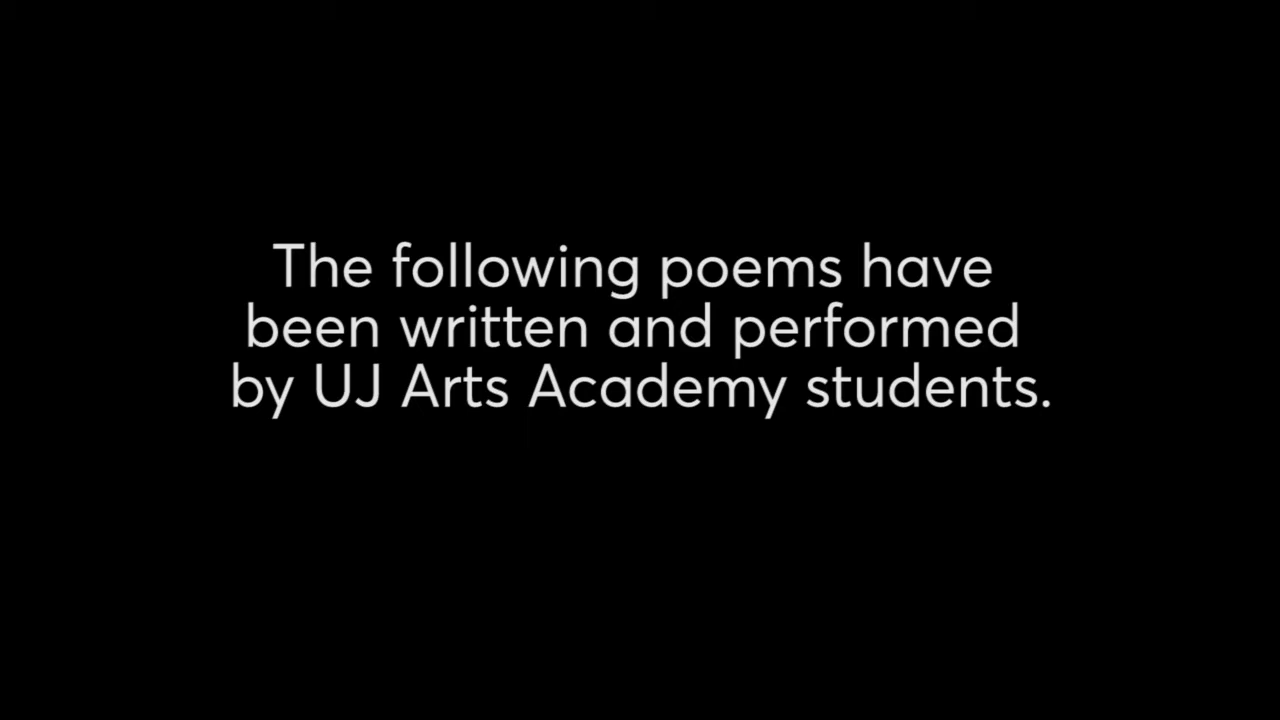 The following poems have
been written and performed
by UJ Arts Academy students.